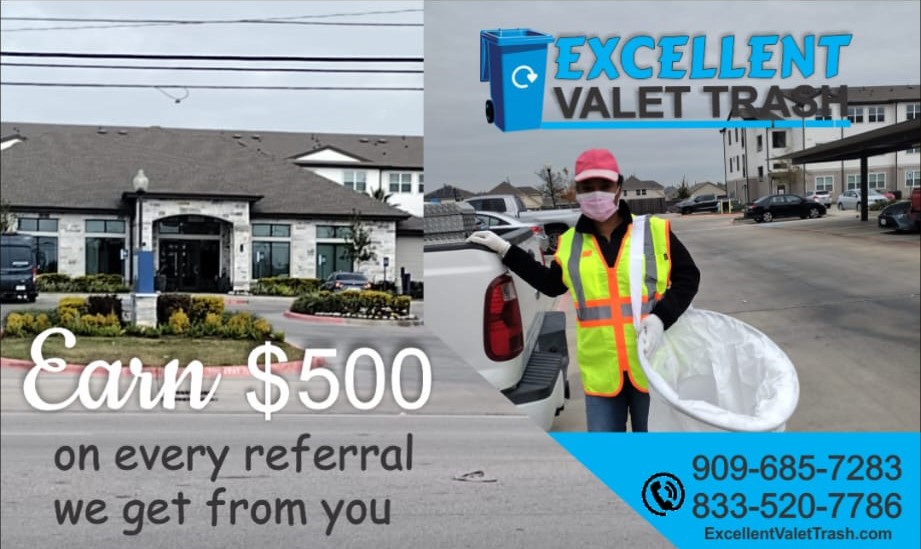 EXCELLENT
VALET TRASH
Earn $500
on every referral
we get from you
909-685-7283
833-520-7786
ExcellentValetTrash.com